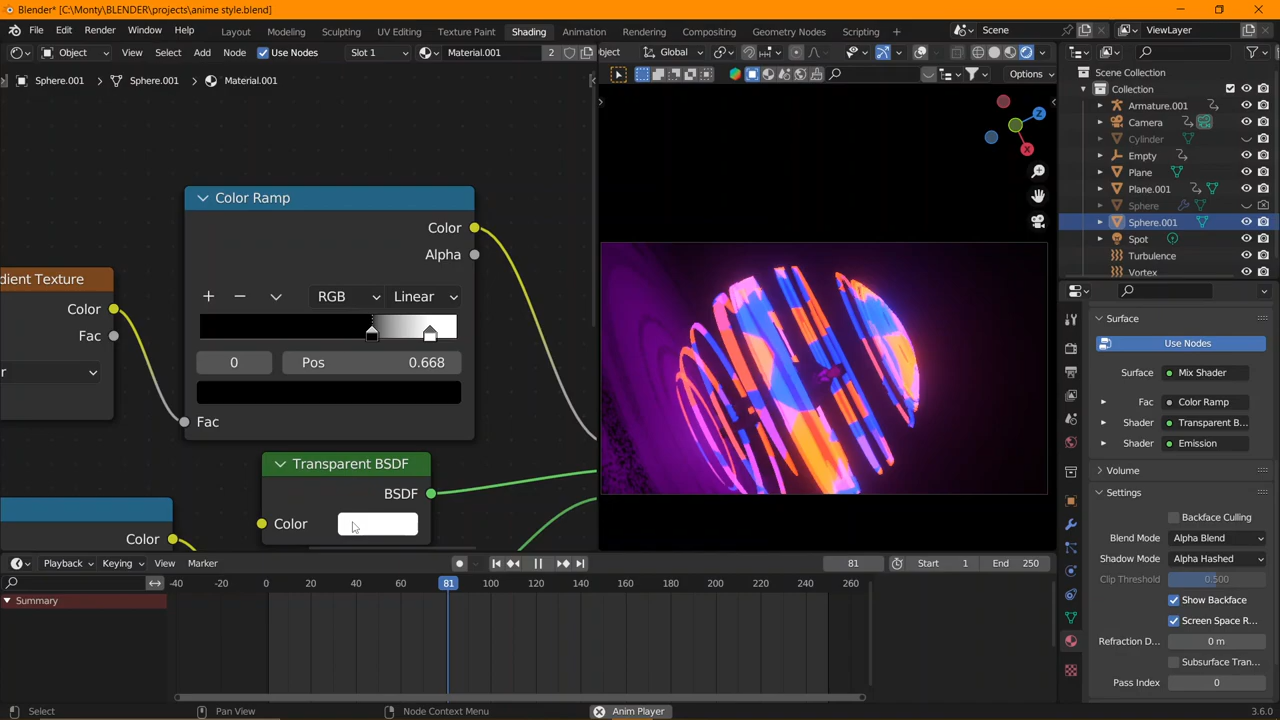 Blender* [C:\Monty\BLENDER\projects\anime style.blend]
File Edit Render Window Help Layout Modeling Sculpting UV Editing Texture Paint Shading Animation Rendering Compositing Geometry Nodes Scripting + Scene ViewLayer
Object View Select Add Node Use Nodes Slot 1 Material.001 2 bject Global
Sphere.001 > Sphere.001 > Material.001
Options
Scene Collection
Collection
Armature.001
Camera
Cylinder
Empty
Plane
Plane.001
Sphere
Sphere.001
Spot
Turbulence
Vortex
Z
X
Color Ramp
Color
Alpha
RGB Linear
0 Pos 0.668
Fac
dient Texture
Color
Fac
r
Transparent BSDF
BSDF
Color
Color
Surface
Use Nodes
Surface Mix Shader
Fac Color Ramp
Shader Transparent B...
Shader Emission
Volume
Settings
Backface Culling
Blend Mode Alpha Blend
Shadow Mode Alpha Hashed
Clip Threshold 0.500
Show Backface
Screen Space R...
Refraction D... 0 m
Subsurface Tran...
Pass Index 0
Playback Keying View Marker 81 Start 1 End 250
-40 -20 0 20 40 60 81 100 120 140 160 180 200 220 240 260
Summary
Select Pan View Node Context Menu Anim Player 3.6.0